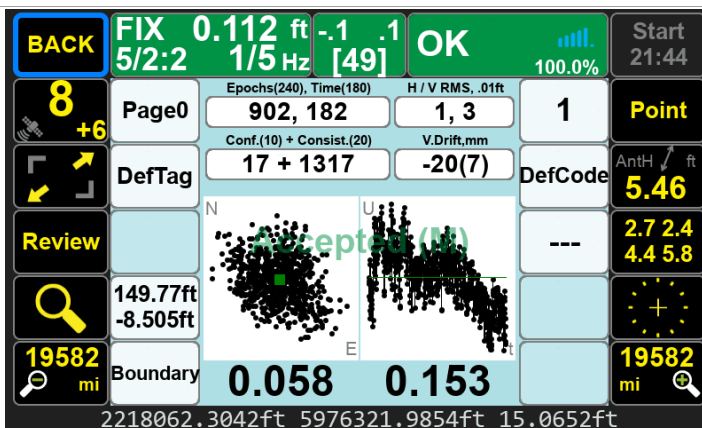 BACK
FIX 0.112 ft
5/2:2 1/5 Hz
-.1 .1
[49]
OK
100.0%
Start
21:44
8
+6
Page0
Epochs(240), Time(180)
902, 182
H / V RMS, .01ft
1, 3
1
Point
DefTag
Conf.(10) + Consist.(20)
17 + 1317
V.Drift,mm
-20(7)
DefCode
AntH ft
5.46
Review
N
U
Accepted (M)
---
2.7 2.4
4.4 5.8
149.77ft
-8.505ft
E
t
19582
mi
Boundary
0.058
0.153
19582
mi
2218062.3042ft 5976321.9854ft 15.0652ft